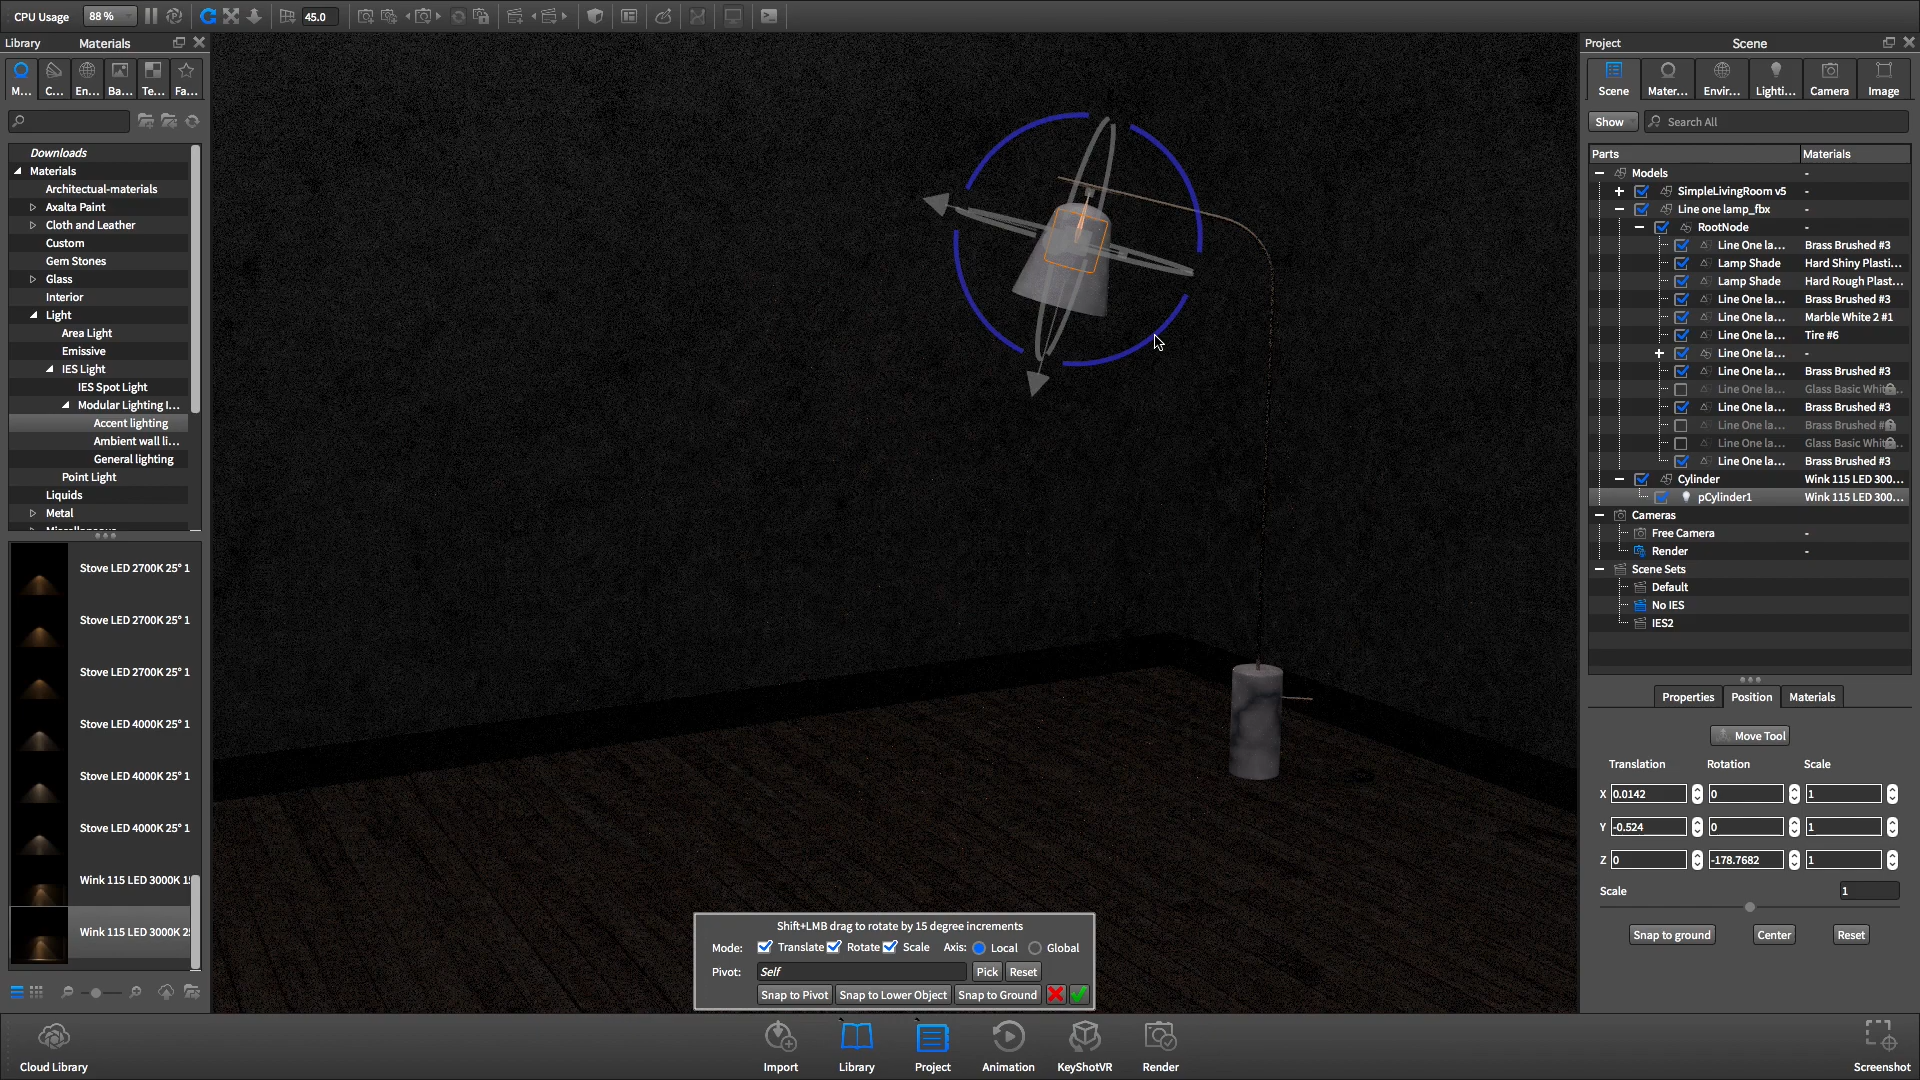 CPU Usage 88 % 45.0
Library Materials
M... C... En... Ba... Te... Fa...
Downloads
Materials
Architectual-materials
Axalta Paint
Cloth and Leather
Custom
Gem Stones
Glass
Interior
Light
Area Light
Emissive
IES Light
IES Spot Light
Modular Lighting I...
Accent lighting
Ambient wall li...
General lighting
Point Light
Liquids
Metal
Stove LED 2700K 25° 1
Stove LED 2700K 25° 1
Stove LED 2700K 25° 1
Stove LED 4000K 25° 1
Stove LED 4000K 25° 1
Stove LED 4000K 25° 1
Wink 115 LED 3000K 1
Wink 115 LED 3000K 2
Cloud Library
Shift+LMB drag to rotate by 15 degree increments
Mode: Translate Rotate Scale Axis: Local Global
Pivot: Self Pick Reset
Snap to Pivot Snap to Lower Object Snap to Ground
Import Library Project Animation KeyShotVR Render
Project Scene
Scene Mater... Envir... Lighti... Camera Image
Show Search All
Parts Materials
Models -
SimpleLivingRoom v5 -
Line one lamp_fbx -
RootNode -
Line One la... Brass Brushed #3
Lamp Shade Hard Shiny Plasti...
Lamp Shade Hard Rough Plast...
Line One la... Brass Brushed #3
Line One la... Marble White 2 #1
Line One la... Tire #6
Line One la... -
Line One la... Brass Brushed #3
Line One la... Glass Basic Whit...
Line One la... Brass Brushed #3
Line One la... Brass Brushed #
Line One la... Glass Basic Whit...
Line One la... Brass Brushed #3
Cylinder Wink 115 LED 300...
pCylinder1 Wink 115 LED 300...
Cameras
Free Camera -
Render -
Scene Sets
Default
No IES
IES2
Properties Position Materials
Move Tool
Translation Rotation Scale
X 0.0142 0 1
Y -0.524 0 1
Z 0 -178.7682 1
Scale 1
Snap to ground Center Reset
Screenshot